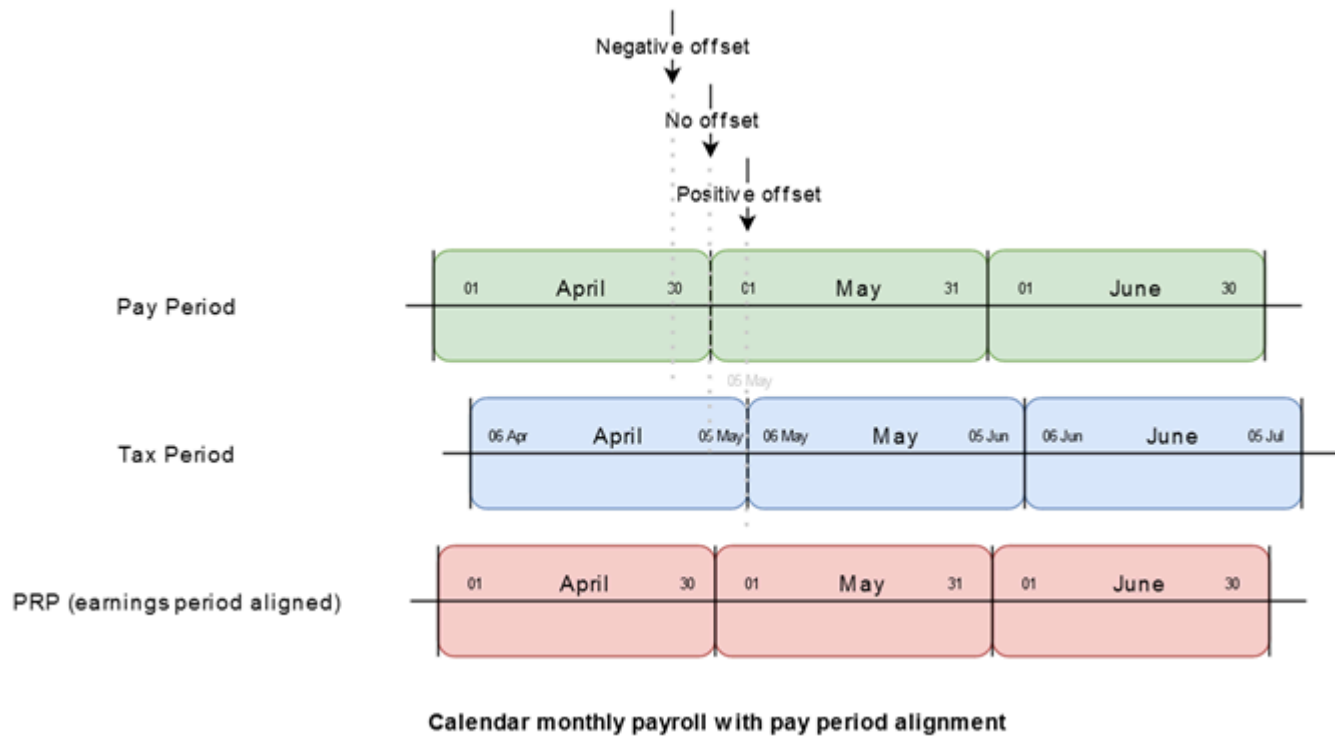 Negative offset
No offset
Positive offset
Pay Period
01 April 30 01 May 31 01 June 30
05 May
Tax Period
06 Apr April 05 May 06 May May 05 Jun 06 Jun June 05 Jul
PRP (earnings period aligned)
01 April 30 01 May 31 01 June 30
Calendar monthly payroll with pay period alignment